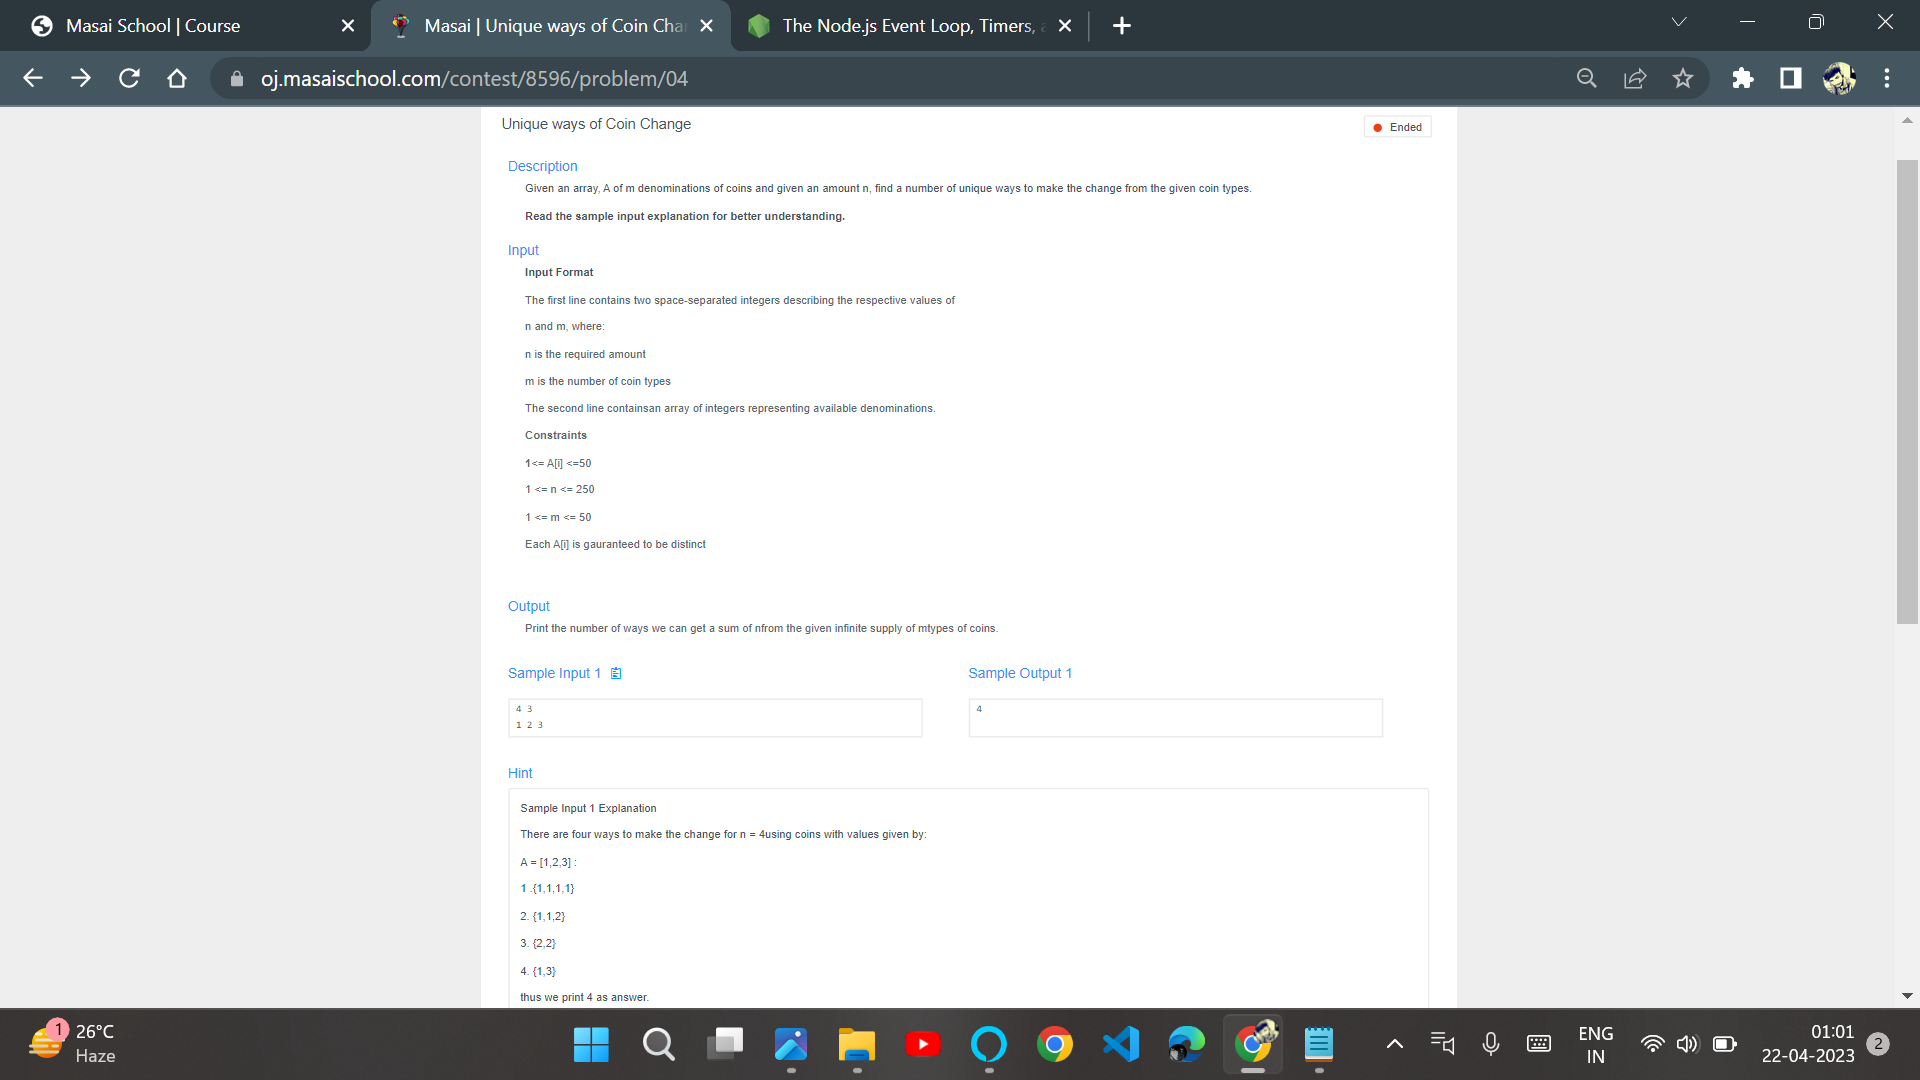 Masai School | Course
Masai | Unique ways of Coin Cha
The Node.js Event Loop, Timers, a
oj.masaischool.com/contest/8596/problem/04
Unique ways of Coin Change
Ended
Description
Given an array, A of m denominations of coins and given an amount n, find a number of unique ways to make the change from the given coin types.
Read the sample input explanation for better understanding.
Input
Input Format
The first line contains two space-separated integers describing the respective values of
n and m, where:
n is the required amount
m is the number of coin types
The second line containsan array of integers representing available denominations.
Constraints
1<= A[i] <=50
1 <= n <= 250
1 <= m <= 50
Each A[i] is gauranteed to be distinct
Output
Print the number of ways we can get a sum of nfrom the given infinite supply of mtypes of coins.
Sample Input 1
Sample Output 1
4 3
1 2 3
4
Hint
Sample Input 1 Explanation
There are four ways to make the change for n = 4using coins with values given by:
A = [1,2,3] :
1 .{1,1,1,1}
2. {1,1,2}
3. {2,2}
4. {1,3}
thus we print 4 as answer.
1
26°C
Haze
ENG
IN
01:01
22-04-2023
2